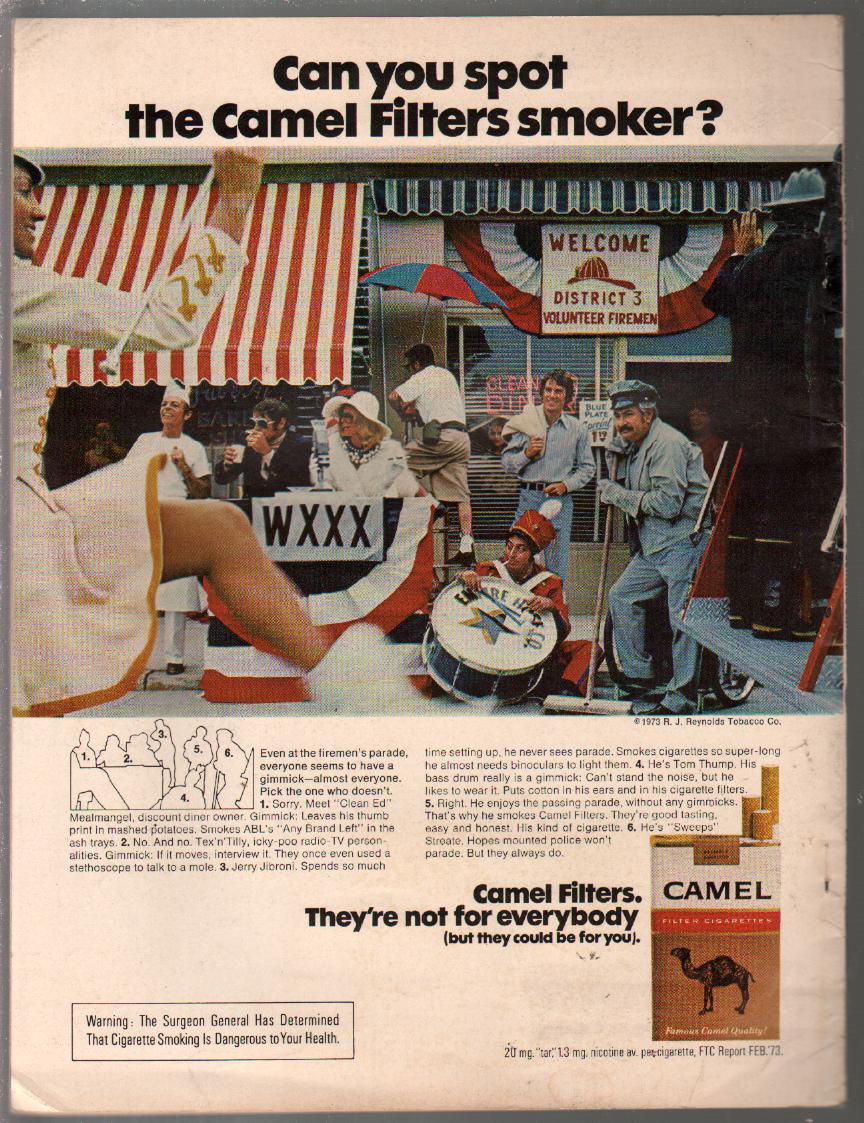 Can you spot
the Camel Filters smoker?
WELCOME
DISTRICT 3
VOLUNTEER FIREMEN
CLEAN
BLUE
PLATE
Special
WXXX
CO.
© 1973 R. J. Reynolds Tobacco Co.
1.
2.
3.
4.
5.
6.
Even at the firemen's parade,
everyone seems to have a
gimmick—almost everyone.
Pick the one who doesn't.
1. Sorry. Meet "Clean Ed"
Mealmangel, discount diner owner. Gimmick: Leaves his thumb
print in mashed potatoes. Smokes ABL's "Any Brand Left" in the
ash trays. 2. No. And no. Tex'n'Tilly, icky-poo radio-TV person-
alities. Gimmick: If it moves, interview it. They once even used a
stethoscope to talk to a mole. 3. Jerry Jibroni. Spends so much
time setting up, he never sees parade. Smokes cigarettes so super-long
he almost needs binoculars to light them. 4. He's Tom Thump. His
bass drum really is a gimmick: Can't stand the noise, but he
likes to wear it. Puts cotton in his ears and in his cigarette filters.
5. Right. He enjoys the passing parade, without any gimmicks.
That's why he smokes Camel Filters. They're good tasting,
easy and honest. His kind of cigarette. 6. He's "Sweeps"
Streate. Hopes mounted police won't
parade. But they always do.
Camel Filters.
They're not for everybody
(but they could be for you).
CAMEL
FILTER CIGARETTES
Famous Camel Quality!
Warning: The Surgeon General Has Determined
That Cigarette Smoking Is Dangerous to Your Health.
20 mg. "tar," 1.3 mg. nicotine av. per cigarette, FTC Report FEB.'73.